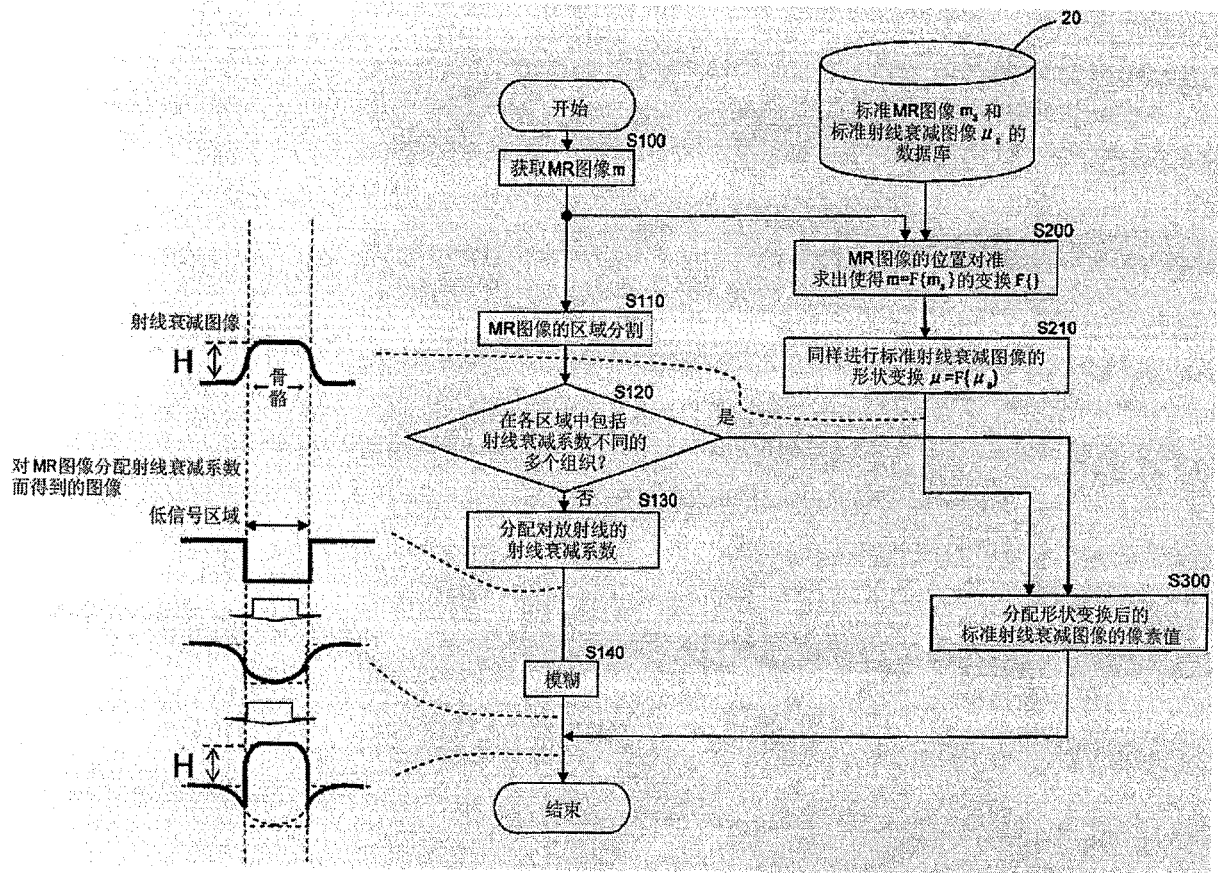 20
开始
标准MR图像 mₛ 和
标准射线衰减图像 μₛ 的
数据库
S100
获取MR图像m
S200
MR图像的位置对准
求出使得m=F{mₛ}的变换F{}
S110
MR图像的区域分割
S210
同样进行标准射线衰减图像的
形状变换 μ=F{μₛ}
射线衰减图像
H
骨
骼
S120
在各区域中包括
射线衰减系数不同的
多个组织?
是
否
对MR图像分配射线衰减系数
而得到的图像
低信号区域
S130
分配对放射线的
射线衰减系数
S300
分配形状变换后的
标准射线衰减图像的像素值
S140
模糊
H
结束